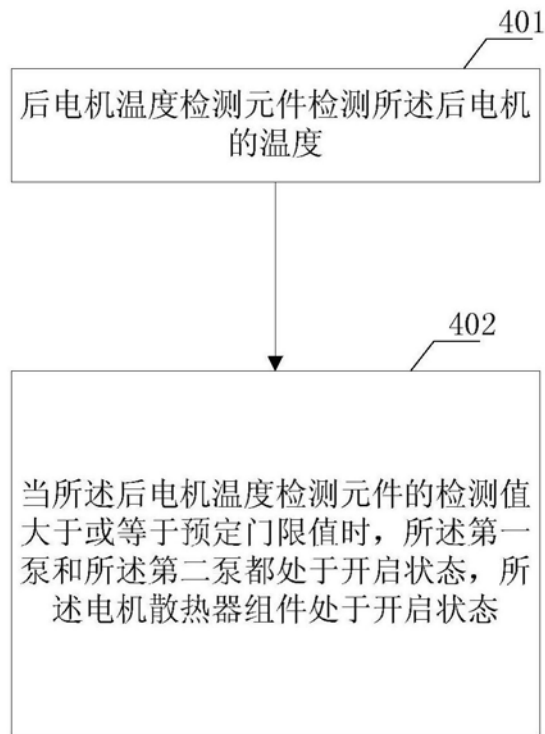 401
后电机温度检测元件检测所述后电机
的温度
402
当所述后电机温度检测元件的检测值
大于或等于预定门限值时，所述第一
泵和所述第二泵都处于开启状态，所
述电机散热器组件处于开启状态